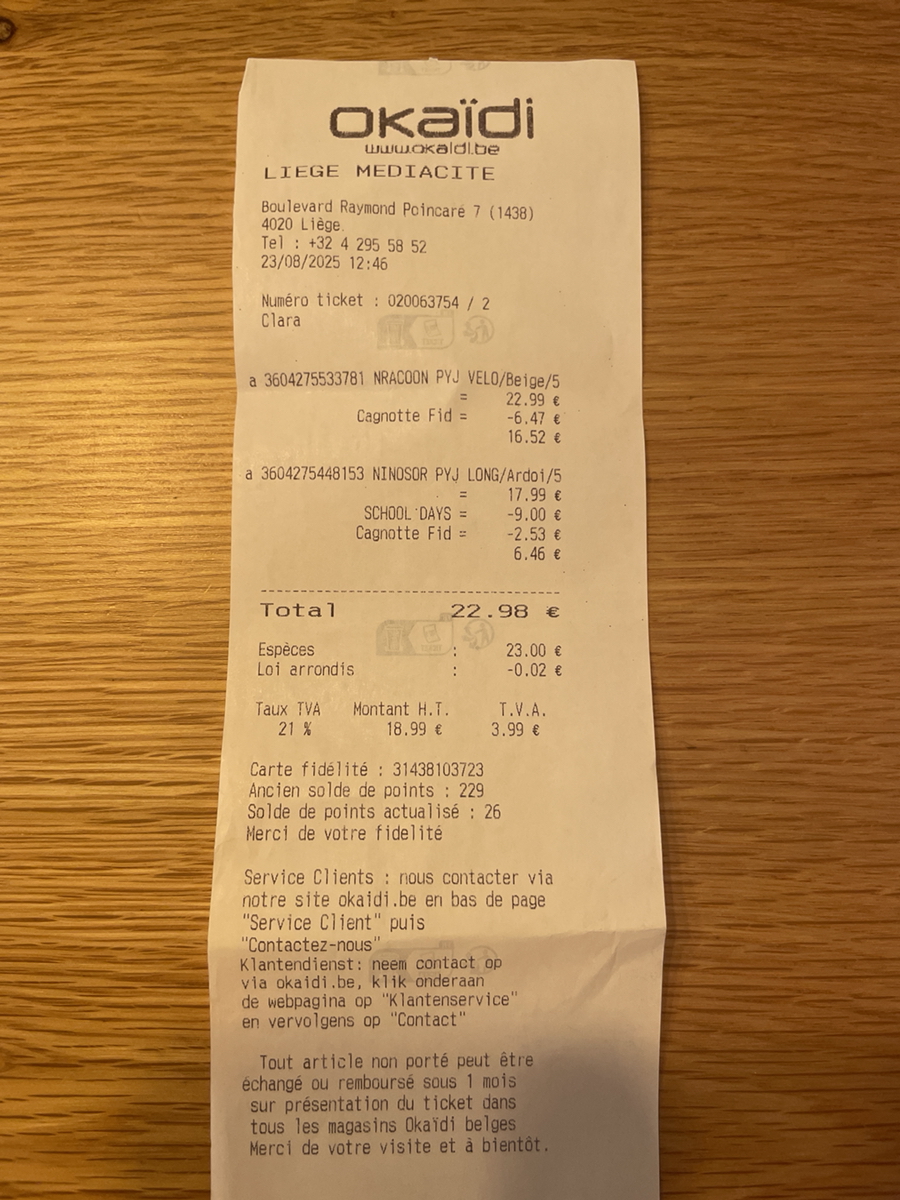 okaïdi
www.okaidi.be
LIEGE MEDIACITE
Boulevard Raymond Poincaré 7 (1438)
4020 Liège
Tel : +32 4 295 58 52
23/08/2025 12:46
Numéro ticket : 020063754 / 2
Clara
a 3604275533781 NRACOON PYJ VELO/Beige/5
= 22.99 €
Cagnotte Fid = -6.47 €
16.52 €
a 3604275448153 NINOSOR PYJ LONG/Ardoi/5
= 17.99 €
SCHOOL DAYS = -9.00 €
Cagnotte Fid = -2.53 €
6.46 €
Total 22.98 €
Espèces : 23.00 €
Loi arrondis : -0.02 €
Taux TVA Montant H.T. T.V.A.
21 % 18.99 € 3.99 €
Carte fidélité : 31438103723
Ancien solde de points : 229
Solde de points actualisé : 26
Merci de votre fidelité
Service Clients : nous contacter via
notre site okaidi.be en bas de page
"Service Client" puis
"Contactez-nous"
Klantendienst: neem contact op
via okaidi.be, klik onderaan
de webpagina op "Klantenservice"
en vervolgens op "Contact"
Tout article non porté peut être
échangé ou remboursé sous 1 mois
sur présentation du ticket dans
tous les magasins Okaïdi belges
Merci de votre visite et à bientôt.